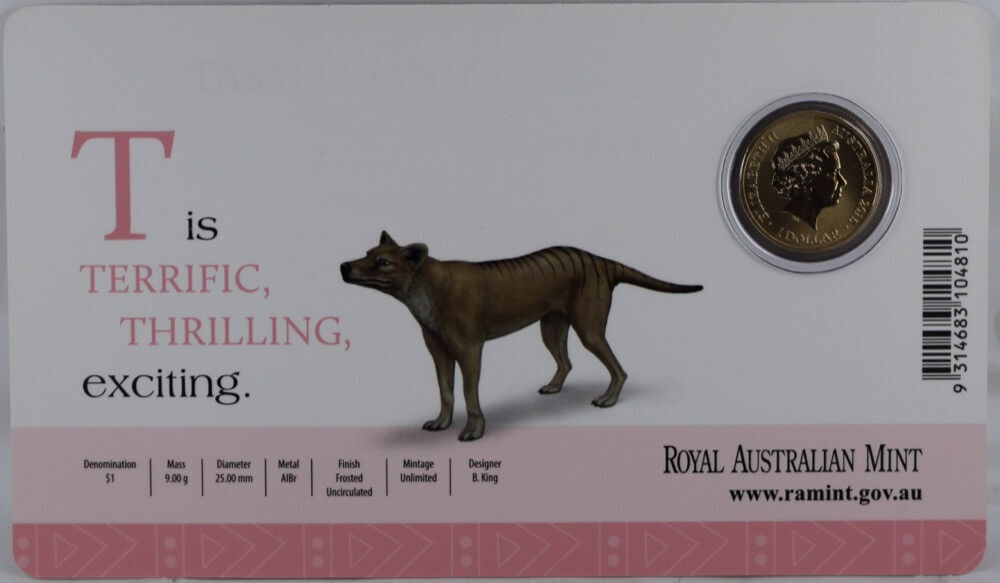 T is
TERRIFIC,
THRILLING,
exciting.
ELIZABETH II
AUSTRALIA 2011
1 DOLLAR
9 314683 104810
Denomination
$1
Mass
9.00 g
Diameter
25.00 mm
Metal
AlBr
Finish
Frosted
Uncirculated
Mintage
Unlimited
Designer
B. King
ROYAL AUSTRALIAN MINT
www.ramint.gov.au